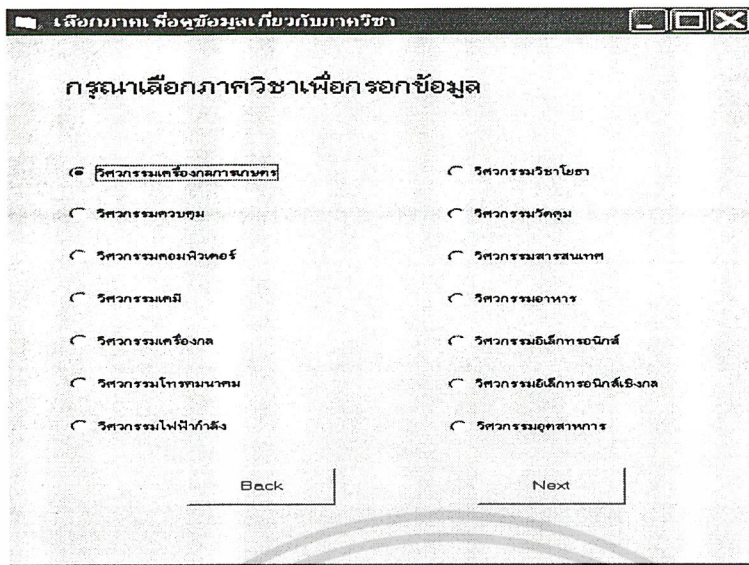 เลือกภาคเพื่อดูข้อมูลเกี่ยวกับภาควิชา
กรุณาเลือกภาควิชาเพื่อกรอกข้อมูล
วิศวกรรมเครื่องกลการเกษตร
วิศวกรรมควบคุม
วิศวกรรมคอมพิวเตอร์
วิศวกรรมเคมี
วิศวกรรมเครื่องกล
วิศวกรรมโทรคมนาคม
วิศวกรรมไฟฟ้ากำลัง
วิศวกรรมวิชาโยธา
วิศวกรรมวัดคุม
วิศวกรรมสารสนเทศ
วิศวกรรมอาหาร
วิศวกรรมอิเล็กทรอนิกส์
วิศวกรรมอิเล็กทรอนิกส์เชิงกล
วิศวกรรมอุตสาหการ
Back
Next